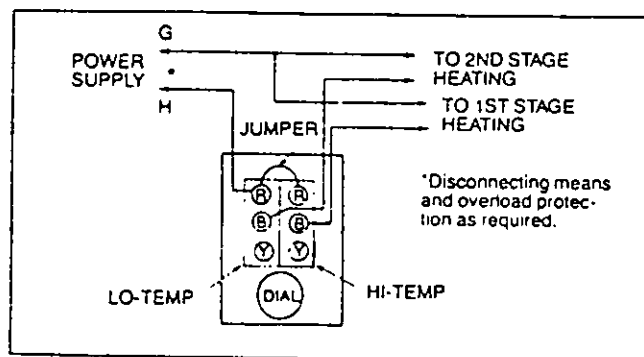 G
POWER
SUPPLY
*
H
TO 2ND STAGE
HEATING
TO 1ST STAGE
HEATING
JUMPER
R R
B B
Y Y
*Disconnecting means
and overload protec-
tion as required.
LO-TEMP
DIAL
HI-TEMP